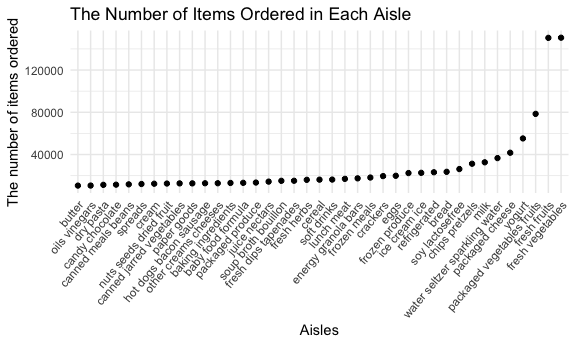 The Number of Items Ordered in Each Aisle
The number of items ordered
120000
80000
40000
butter
oils vinegars
dry pasta
candy chocolate
canned meals beans
spreads
cream
nuts seeds dried fruit
canned jarred vegetables
paper goods
hot dogs bacon sausage
other creams cheeses
baking ingredients
baby food formula
packaged produce
juice nectars
soup broth bouillon
fresh dips tapenades
fresh herbs
cereal
soft drinks
lunch meat
energy granola bars
frozen meals
crackers
eggs
frozen produce
ice cream ice
refrigerated
bread
soy lactosefree
chips pretzels
milk
water seltzer sparkling water
packaged cheese
yogurt
packaged vegetables fruits
fresh fruits
fresh vegetables
Aisles